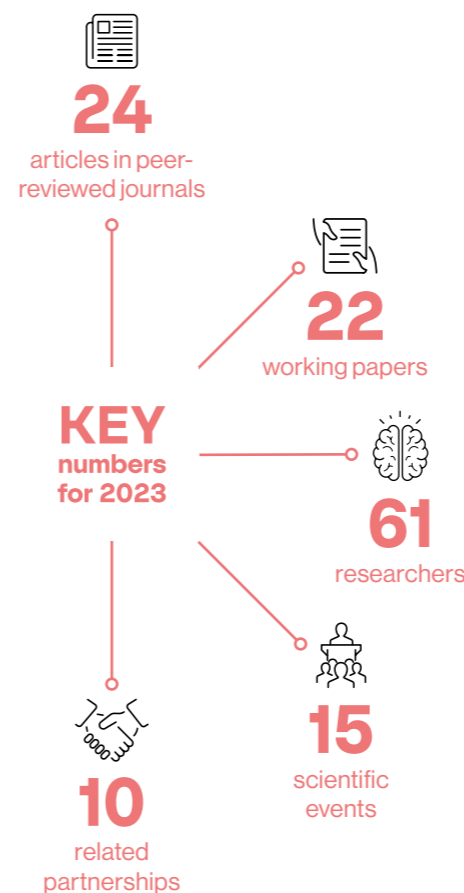 24
articles in peer-
reviewed journals
22
working papers
KEY
numbers
for 2023
61
researchers
15
scientific
events
10
related
partnerships